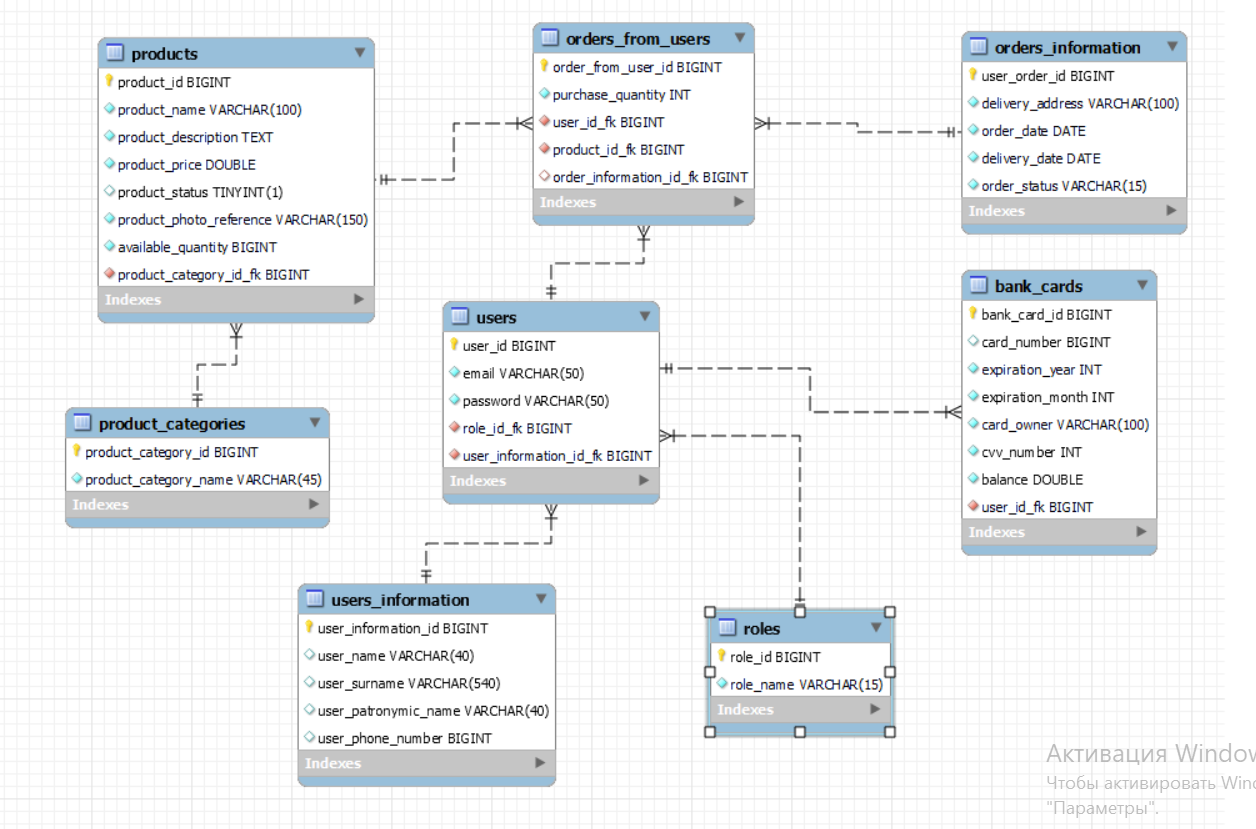 products
product_id BIGINT
product_name VARCHAR(100)
product_description TEXT
product_price DOUBLE
product_status TINYINT(1)
product_photo_reference VARCHAR(150)
available_quantity BIGINT
product_category_id_fk BIGINT
Indexes
orders_from_users
order_from_user_id BIGINT
purchase_quantity INT
user_id_fk BIGINT
product_id_fk BIGINT
order_information_id_fk BIGINT
Indexes
orders_information
user_order_id BIGINT
delivery_address VARCHAR(100)
order_date DATE
delivery_date DATE
order_status VARCHAR(15)
Indexes
product_categories
product_category_id BIGINT
product_category_name VARCHAR(45)
Indexes
users
user_id BIGINT
email VARCHAR(50)
password VARCHAR(50)
role_id_fk BIGINT
user_information_id_fk BIGINT
Indexes
bank_cards
bank_card_id BIGINT
card_number BIGINT
expiration_year INT
expiration_month INT
card_owner VARCHAR(100)
cvv_number INT
balance DOUBLE
user_id_fk BIGINT
Indexes
users_information
user_information_id BIGINT
user_name VARCHAR(40)
user_surname VARCHAR(540)
user_patronymic_name VARCHAR(40)
user_phone_number BIGINT
Indexes
roles
role_id BIGINT
role_name VARCHAR(15)
Indexes
Активация Window
Чтобы активировать Wind
"Параметры".